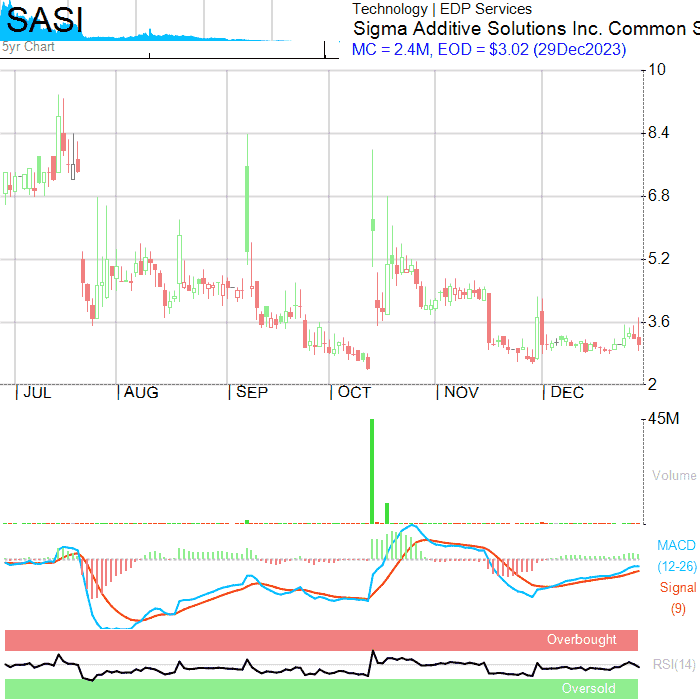 SASI
5yr Chart
Technology | EDP Services
Sigma Additive Solutions Inc. Common S
MC = 2.4M, EOD = $3.02 (29Dec2023)
10
8.4
6.8
5.2
3.6
2
JUL AUG SEP OCT NOV DEC
45M
Volume
MACD
(12-26)
Signal
(9)
Overbought
RSI(14)
Oversold